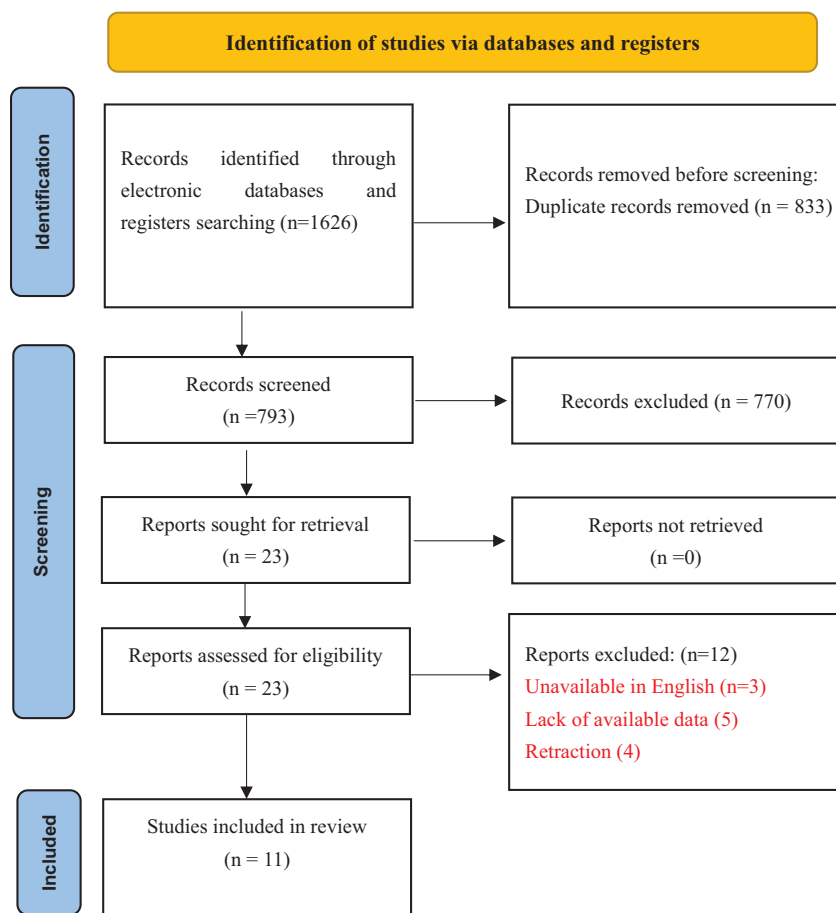 Identification of studies via databases and registers
Identification
Records identified through
electronic databases and
registers searching (n=1626)
Records removed before screening:
Duplicate records removed (n = 833)
Screening
Records screened
(n =793)
Records excluded (n = 770)
Reports sought for retrieval
(n = 23)
Reports not retrieved
(n =0)
Reports assessed for eligibility
(n = 23)
Reports excluded: (n=12)
Unavailable in English (n=3)
Lack of available data (5)
Retraction (4)
Included
Studies included in review
(n = 11)